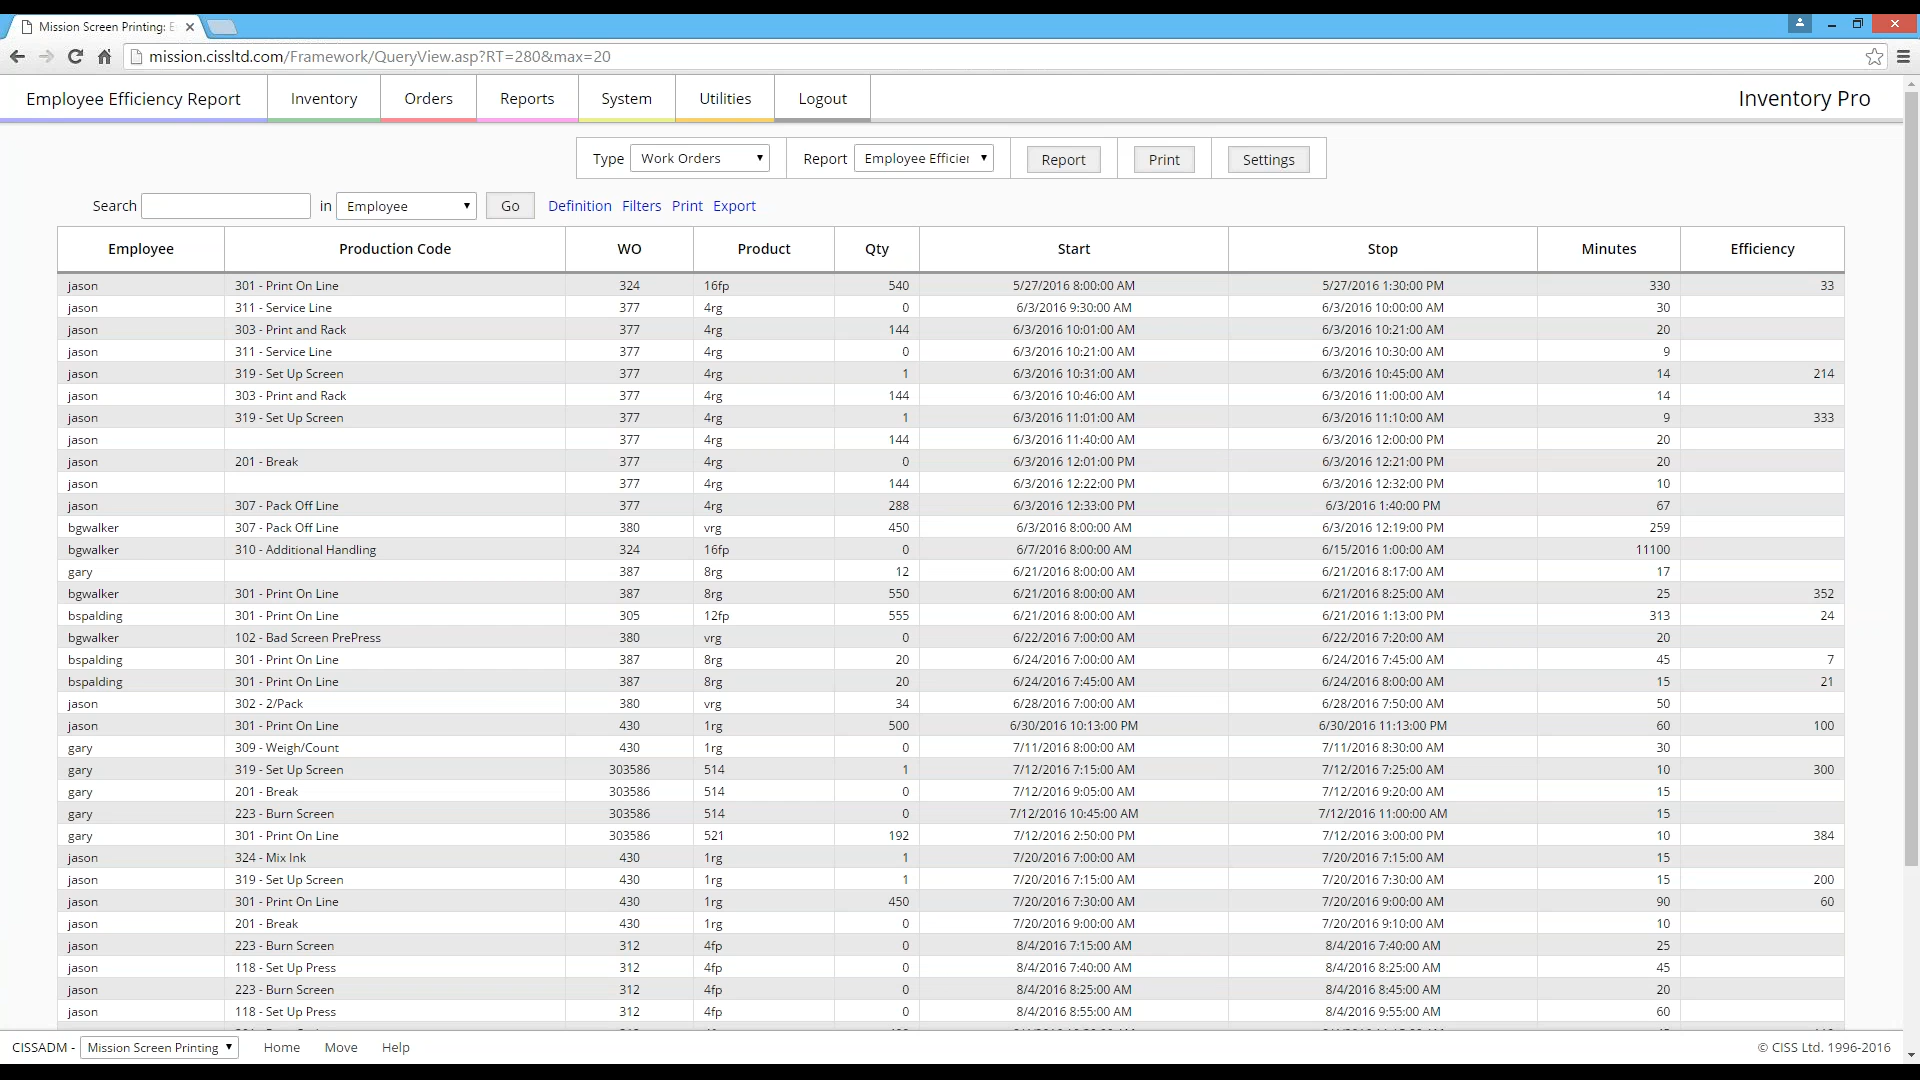 Mission Screen Printing: E
mission.cissltd.com/Framework/QueryView.asp?RT=280&max=20
Employee Efficiency Report Inventory Orders Reports System Utilities Logout Inventory Pro
Type Work Orders Report Employee Efficier Report Print Settings
Search in Employee Go Definition Filters Print Export
Employee Production Code WO Product Qty Start Stop Minutes Efficiency
jason 301 - Print On Line 324 16fp 540 5/27/2016 8:00:00 AM 5/27/2016 1:30:00 PM 330 33
jason 311 - Service Line 377 4rg 0 6/3/2016 9:30:00 AM 6/3/2016 10:00:00 AM 30
jason 303 - Print and Rack 377 4rg 144 6/3/2016 10:01:00 AM 6/3/2016 10:21:00 AM 20
jason 311 - Service Line 377 4rg 0 6/3/2016 10:21:00 AM 6/3/2016 10:30:00 AM 9
jason 319 - Set Up Screen 377 4rg 1 6/3/2016 10:31:00 AM 6/3/2016 10:45:00 AM 14 214
jason 303 - Print and Rack 377 4rg 144 6/3/2016 10:46:00 AM 6/3/2016 11:00:00 AM 14
jason 319 - Set Up Screen 377 4rg 1 6/3/2016 11:01:00 AM 6/3/2016 11:10:00 AM 9 333
jason 377 4rg 144 6/3/2016 11:40:00 AM 6/3/2016 12:00:00 PM 20
jason 201 - Break 377 4rg 0 6/3/2016 12:01:00 PM 6/3/2016 12:21:00 PM 20
jason 377 4rg 144 6/3/2016 12:22:00 PM 6/3/2016 12:32:00 PM 10
jason 307 - Pack Off Line 377 4rg 288 6/3/2016 12:33:00 PM 6/3/2016 1:40:00 PM 67
bgwalker 307 - Pack Off Line 380 vrg 450 6/3/2016 8:00:00 AM 6/3/2016 12:19:00 PM 259
bgwalker 310 - Additional Handling 324 16fp 0 6/7/2016 8:00:00 AM 6/15/2016 1:00:00 AM 11100
gary 387 8rg 12 6/21/2016 8:00:00 AM 6/21/2016 8:17:00 AM 17
bgwalker 301 - Print On Line 387 8rg 550 6/21/2016 8:00:00 AM 6/21/2016 8:25:00 AM 25 352
bspalding 301 - Print On Line 305 12fp 555 6/21/2016 8:00:00 AM 6/21/2016 1:13:00 PM 313 24
bgwalker 102 - Bad Screen PrePress 380 vrg 0 6/22/2016 7:00:00 AM 6/22/2016 7:20:00 AM 20
bspalding 301 - Print On Line 387 8rg 20 6/24/2016 7:00:00 AM 6/24/2016 7:45:00 AM 45 7
bspalding 301 - Print On Line 387 8rg 20 6/24/2016 7:45:00 AM 6/24/2016 8:00:00 AM 15 21
jason 302 - 2/Pack 380 vrg 34 6/28/2016 7:00:00 AM 6/28/2016 7:50:00 AM 50
jason 301 - Print On Line 430 1rg 500 6/30/2016 10:13:00 PM 6/30/2016 11:13:00 PM 60 100
gary 309 - Weigh/Count 430 1rg 0 7/11/2016 8:00:00 AM 7/11/2016 8:30:00 AM 30
gary 319 - Set Up Screen 303586 514 1 7/12/2016 7:15:00 AM 7/12/2016 7:25:00 AM 10 300
gary 201 - Break 303586 514 0 7/12/2016 9:05:00 AM 7/12/2016 9:20:00 AM 15
gary 223 - Burn Screen 303586 514 0 7/12/2016 10:45:00 AM 7/12/2016 11:00:00 AM 15
gary 301 - Print On Line 303586 521 192 7/12/2016 2:50:00 PM 7/12/2016 3:00:00 PM 10 384
jason 324 - Mix Ink 430 1rg 1 7/20/2016 7:00:00 AM 7/20/2016 7:15:00 AM 15
jason 319 - Set Up Screen 430 1rg 1 7/20/2016 7:15:00 AM 7/20/2016 7:30:00 AM 15 200
jason 301 - Print On Line 430 1rg 450 7/20/2016 7:30:00 AM 7/20/2016 9:00:00 AM 90 60
jason 201 - Break 430 1rg 0 7/20/2016 9:00:00 AM 7/20/2016 9:10:00 AM 10
jason 223 - Burn Screen 312 4fp 0 8/4/2016 7:15:00 AM 8/4/2016 7:40:00 AM 25
jason 118 - Set Up Press 312 4fp 0 8/4/2016 7:40:00 AM 8/4/2016 8:25:00 AM 45
jason 223 - Burn Screen 312 4fp 0 8/4/2016 8:25:00 AM 8/4/2016 8:45:00 AM 20
jason 118 - Set Up Press 312 4fp 0 8/4/2016 8:55:00 AM 8/4/2016 9:55:00 AM 60
CISSADM - Mission Screen Printing Home Move Help © CISS Ltd. 1996-2016